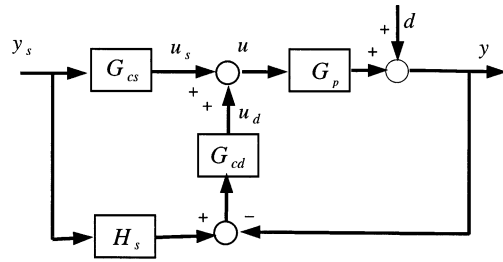 d
y_s u_s u + + y
G_cs G_p
+ +
u_d
G_cd
+ −
H_s